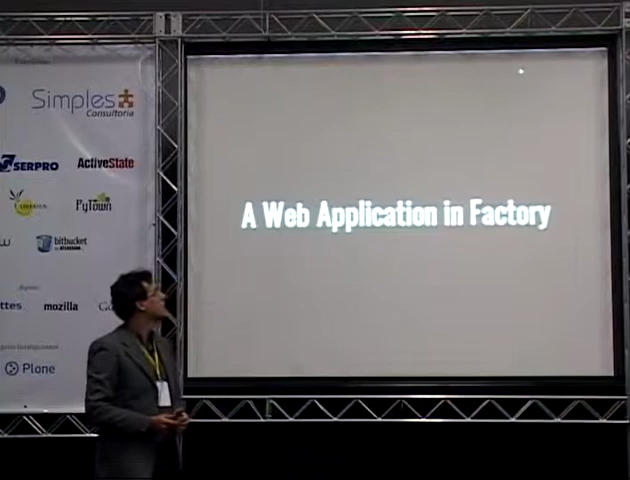 Simples
Consultoria
SERPRO
ActiveState
PyTown
bitbucket
mozilla
Plone
A Web Application in Factory